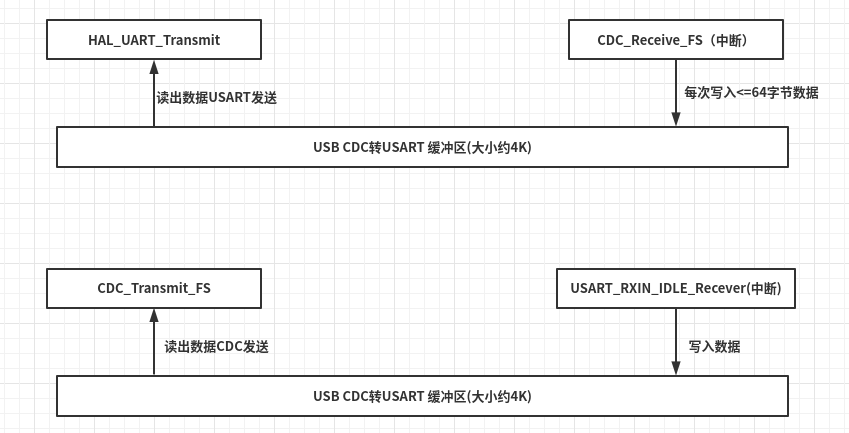 HAL_UART_Transmit
CDC_Receive_FS（中断）
读出数据USART发送
每次写入<=64字节数据
USB CDC转USART 缓冲区(大小约4K)
CDC_Transmit_FS
USART_RXIN_IDLE_Recever(中断)
读出数据CDC发送
写入数据
USB CDC转USART 缓冲区(大小约4K)